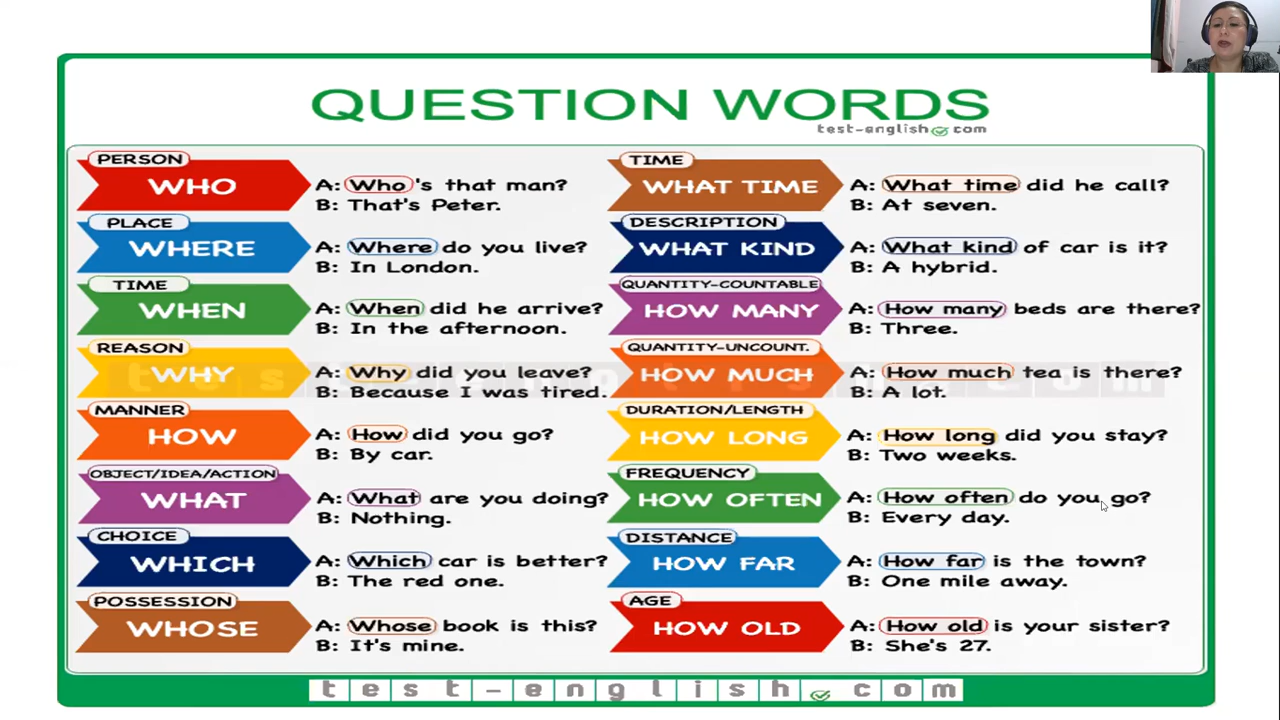 QUESTION WORDS
test-english com
PERSON
WHO
A: Who 's that man?
B: That's Peter.
PLACE
WHERE
A: Where do you live?
B: In London.
TIME
WHEN
A: When did he arrive?
B: In the afternoon.
REASON
WHY
A: Why did you leave?
B: Because I was tired.
MANNER
HOW
A: How did you go?
B: By car.
OBJECT/IDEA/ACTION
WHAT
A: What are you doing?
B: Nothing.
CHOICE
WHICH
A: Which car is better?
B: The red one.
POSSESSION
WHOSE
A: Whose book is this?
B: It's mine.
TIME
WHAT TIME
A: What time did he call?
B: At seven.
DESCRIPTION
WHAT KIND
A: What kind of car is it?
B: A hybrid.
QUANTITY-COUNTABLE
HOW MANY
A: How many beds are there?
B: Three.
QUANTITY-UNCOUNT.
HOW MUCH
A: How much tea is there?
B: A lot.
DURATION/LENGTH
HOW LONG
A: How long did you stay?
B: Two weeks.
FREQUENCY
HOW OFTEN
A: How often do you go?
B: Every day.
DISTANCE
HOW FAR
A: How far is the town?
B: One mile away.
AGE
HOW OLD
A: How old is your sister?
B: She's 27.
test-english com